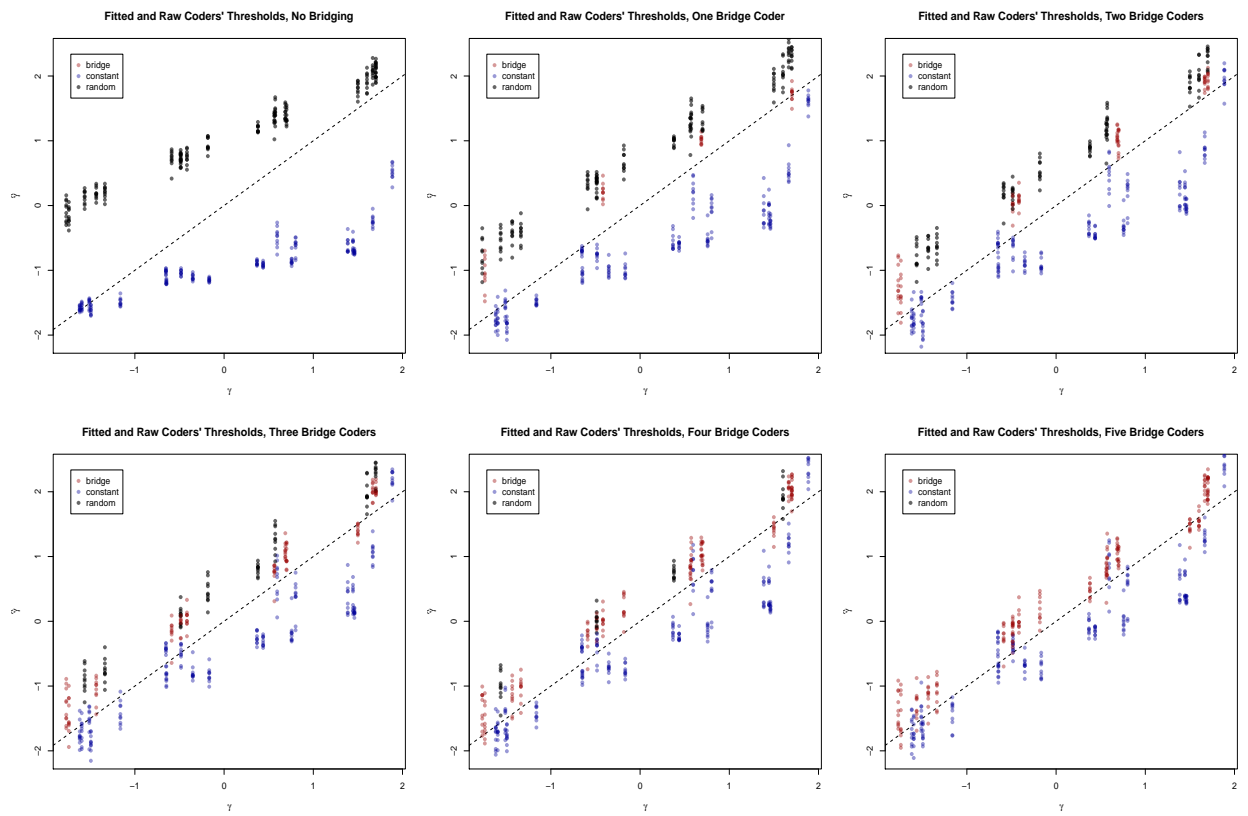 Fitted and Raw Coders' Thresholds, No Bridging
bridge
constant
random
2
1
0
−1
−2
γ̂
−1
0
1
2
γ
Fitted and Raw Coders' Thresholds, One Bridge Coder
bridge
constant
random
2
1
0
−1
−2
γ̂
−1
0
1
2
γ
Fitted and Raw Coders' Thresholds, Two Bridge Coders
bridge
constant
random
2
1
0
−1
−2
γ̂
−1
0
1
2
γ
Fitted and Raw Coders' Thresholds, Three Bridge Coders
bridge
constant
random
2
1
0
−1
−2
γ̂
−1
0
1
2
γ
Fitted and Raw Coders' Thresholds, Four Bridge Coders
bridge
constant
random
2
1
0
−1
−2
γ̂
−1
0
1
2
γ
Fitted and Raw Coders' Thresholds, Five Bridge Coders
bridge
constant
random
2
1
0
−1
−2
γ̂
−1
0
1
2
γ